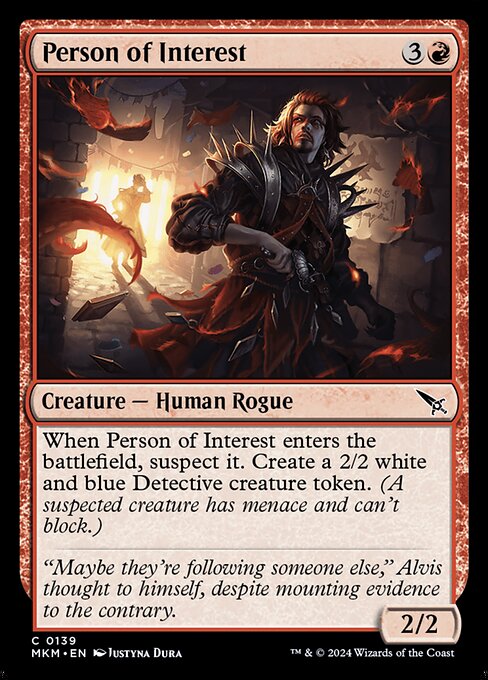 Person of Interest 3
Creature — Human Rogue
When Person of Interest enters the
battlefield, suspect it. Create a 2/2 white
and blue Detective creature token. (A
suspected creature has menace and can't
block.)
“Maybe they're following someone else,” Alvis
thought to himself, despite mounting evidence
to the contrary.
2/2
C 0139
MKM • EN Justyna Dura
™ & © 2024 Wizards of the Coast